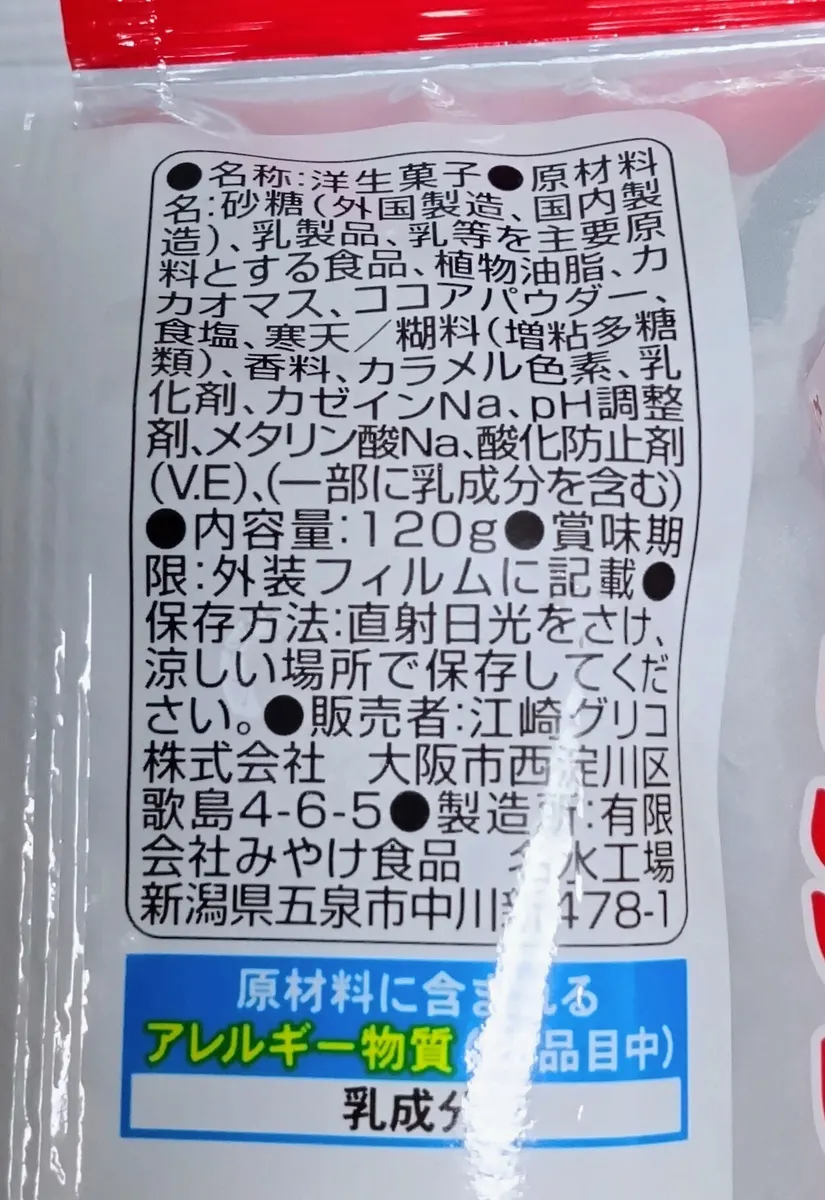 ●名称:洋生菓子●原材料
名:砂糖(外国製造、国内製
造)、乳製品、乳等を主要原
料とする食品、植物油脂、カ
カオマス、ココアパウダー、
食塩、寒天/糊料(増粘多糖
類)、香料、カラメル色素、乳
化剤、カゼインNa、pH調整
剤、メタリン酸Na、酸化防止剤
(V.E)、(一部に乳成分を含む)
●内容量:120g●賞味期
限:外装フィルムに記載●
保存方法:直射日光をさけ、
涼しい場所で保存してくだ
さい。●販売者:江崎グリコ
株式会社 大阪市西淀川区
歌島4-6-5●製造所:有限
会社みやけ食品 水工場
新潟県五泉市中川新478-1
原材料に含まれる
アレルギー物質(品目中)
乳成分